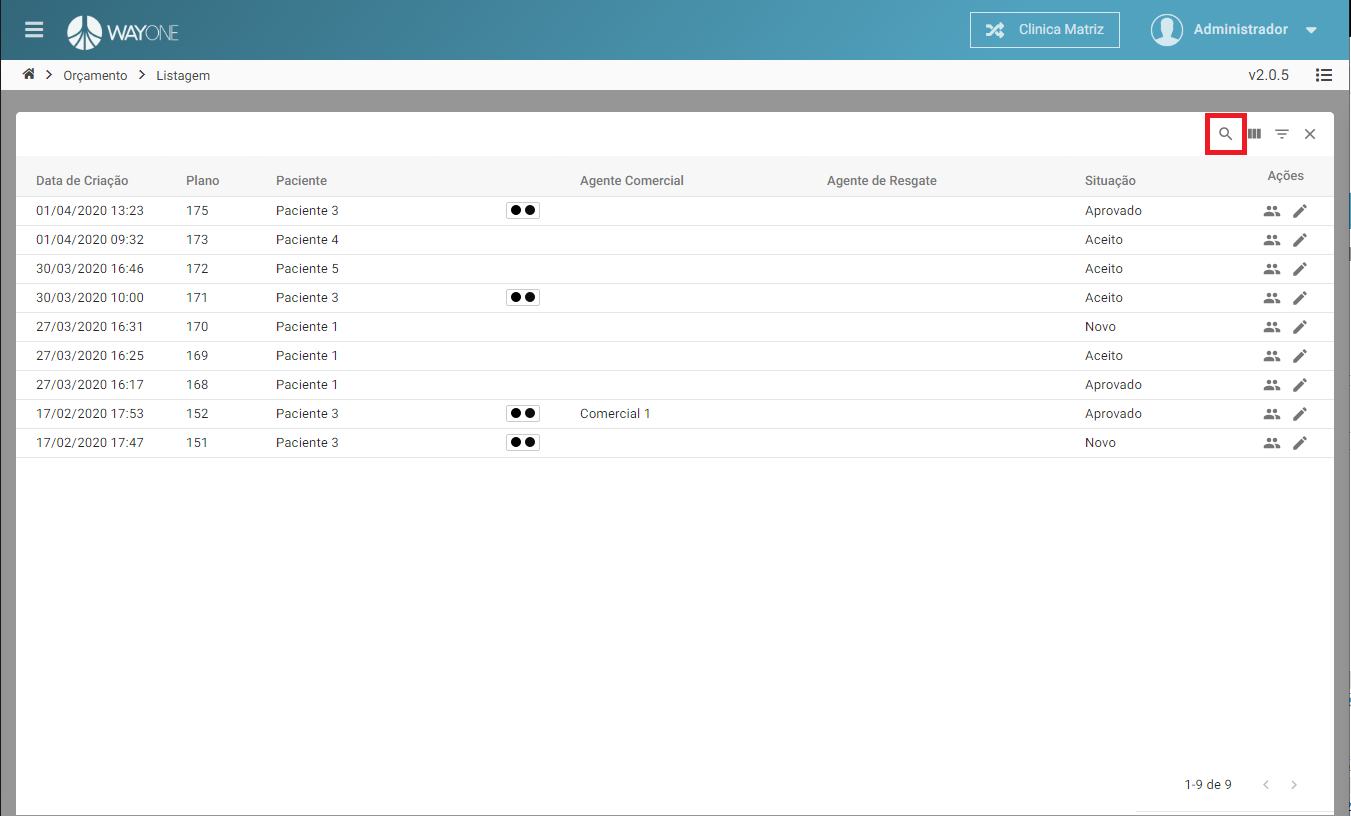 WAYONE
Clinica Matriz
Administrador
Orçamento
Listagem
v2.0.5
Data de Criação Plano Paciente Agente Comercial Agente de Resgate Situação Ações
01/04/2020 13:23 175 Paciente 3 Aprovado
01/04/2020 09:32 173 Paciente 4 Aceito
30/03/2020 16:46 172 Paciente 5 Aceito
30/03/2020 10:00 171 Paciente 3 Aceito
27/03/2020 16:31 170 Paciente 1 Novo
27/03/2020 16:25 169 Paciente 1 Aceito
27/03/2020 16:17 168 Paciente 1 Aprovado
17/02/2020 17:53 152 Paciente 3 Comercial 1 Aprovado
17/02/2020 17:47 151 Paciente 3 Novo
1-9 de 9